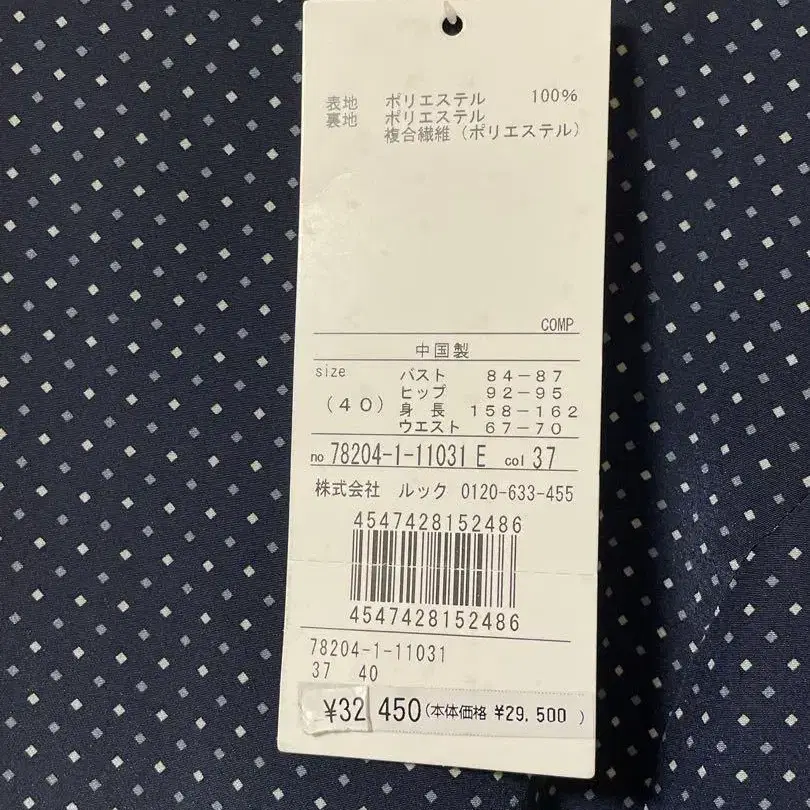 表地 ポリエステル 100%
裏地 ポリエステル
複合繊維(ポリエステル)
COMP
中国製
size バスト 84-87
ヒップ 92-95
(40) 身長 158-162
ウエスト 67-70
no 78204-1-11031 E col 37
株式会社 ルック 0120-633-455
4547428152486
4547428152486
78204-1-11031
37 40
¥32 450(本体価格 ¥29,500 )